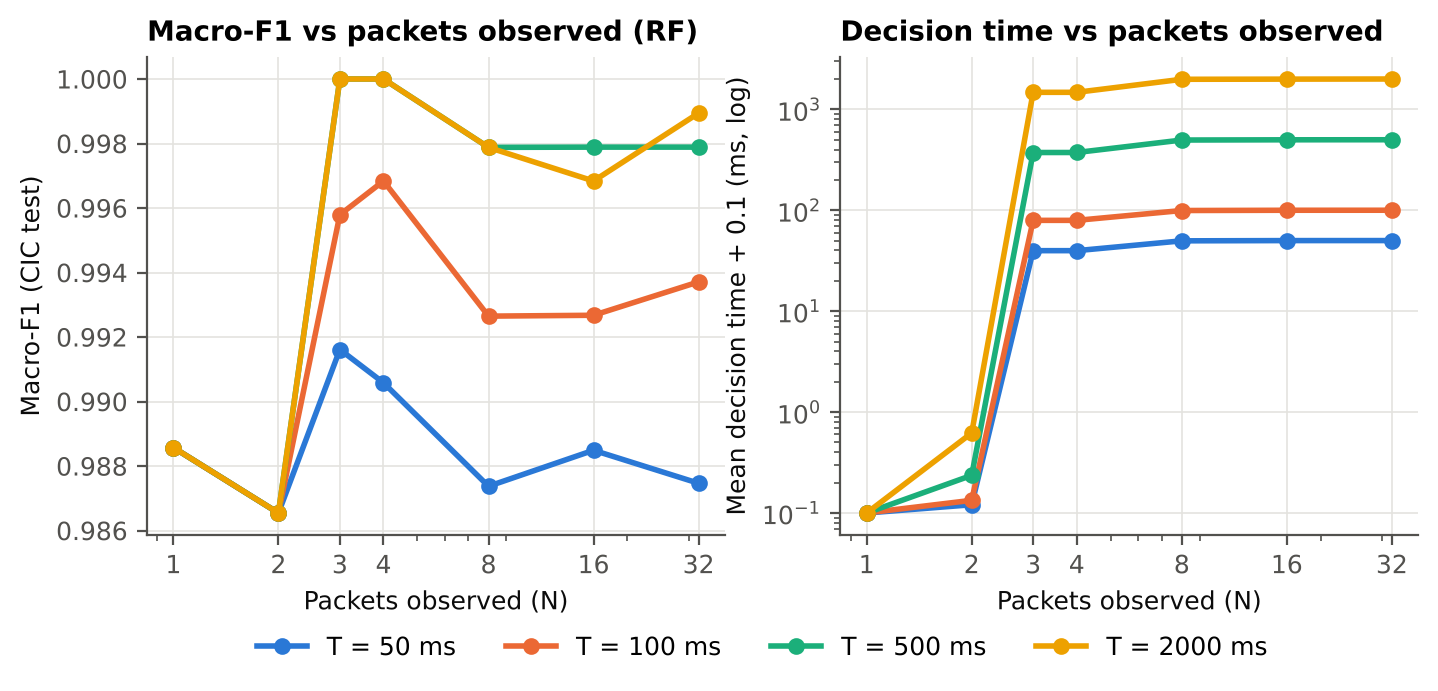 Macro-F1 vs packets observed (RF)
Macro-F1 (CIC test)
1.000
0.998
0.996
0.994
0.992
0.990
0.988
0.986
1 2 3 4 8 16 32
Packets observed (N)
Decision time vs packets observed
Mean decision time + 0.1 (ms, log)
10³
10²
10¹
10⁰
10⁻¹
1 2 3 4 8 16 32
Packets observed (N)
T = 50 ms T = 100 ms T = 500 ms T = 2000 ms